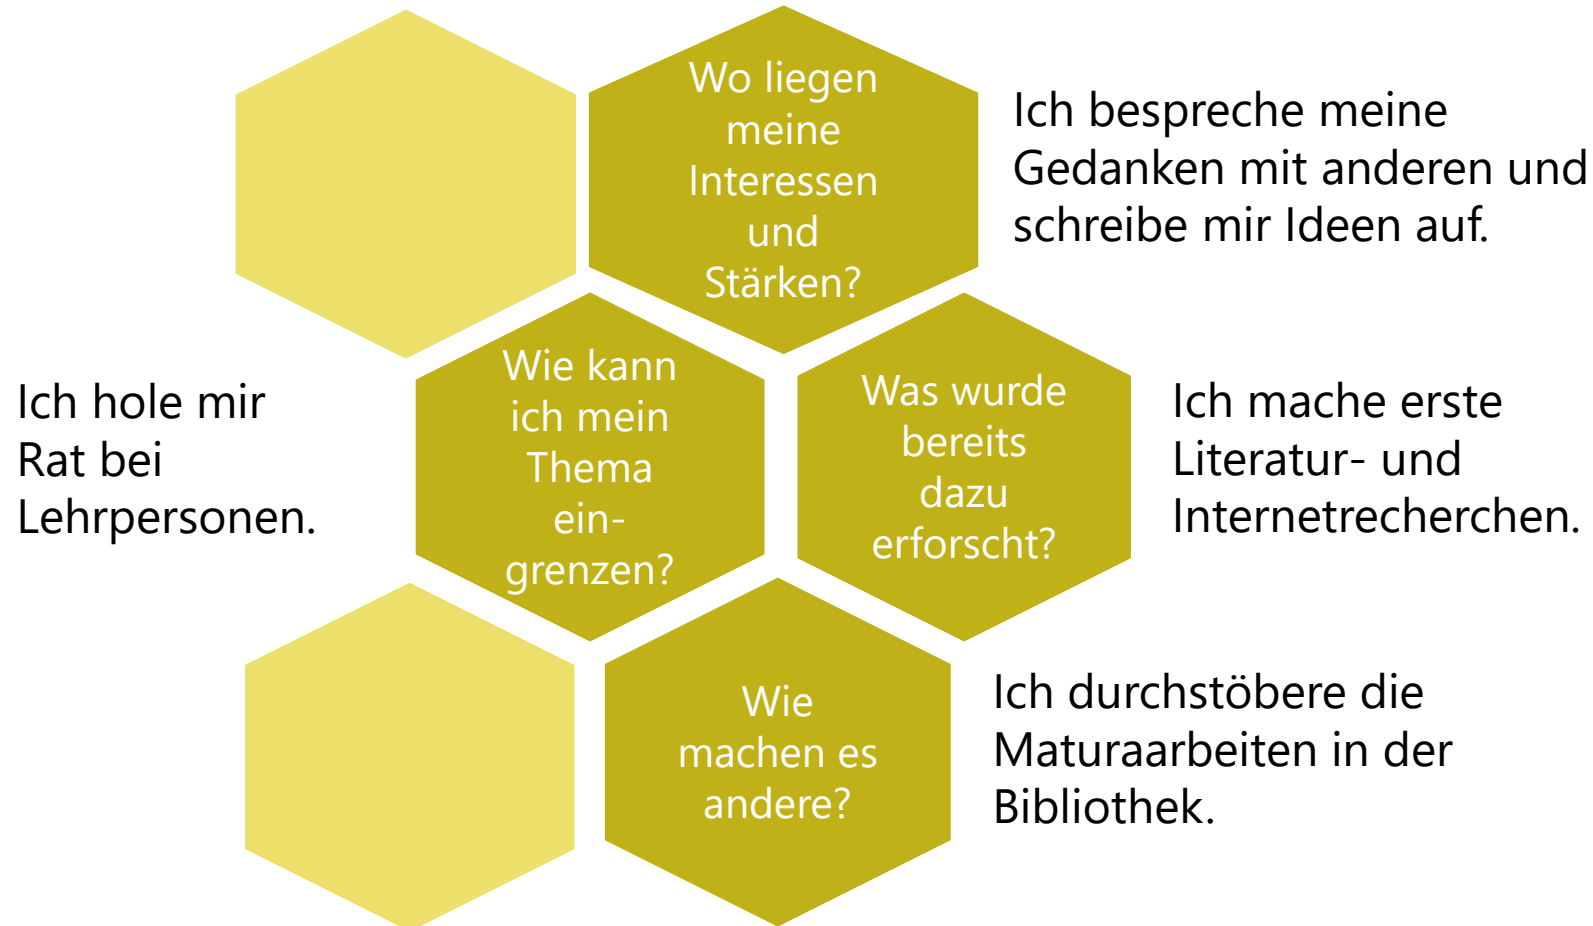 Wo liegen
meine
Interessen
und
Stärken?
Ich bespreche meine
Gedanken mit anderen und
schreibe mir Ideen auf.
Ich hole mir
Rat bei
Lehrpersonen.
Wie kann
ich mein
Thema
ein-
grenzen?
Was wurde
bereits
dazu
erforscht?
Ich mache erste
Literatur- und
Internetrecherchen.
Wie
machen es
andere?
Ich durchstöbere die
Maturaarbeiten in der
Bibliothek.